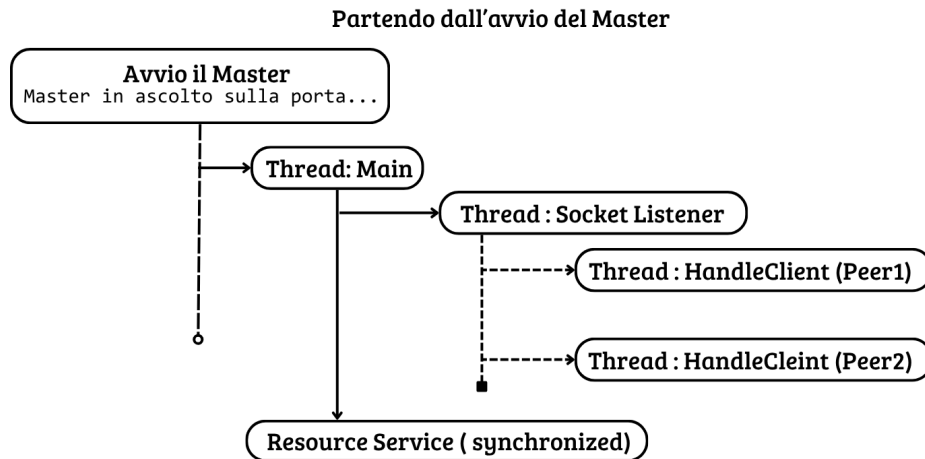 Partendo dall'avvio del Master
Avvio il Master
Master in ascolto sulla porta...
Thread: Main
Thread : Socket Listener
Thread : HandleClient (Peer1)
Thread : HandleCleint (Peer2)
Resource Service ( synchronized)